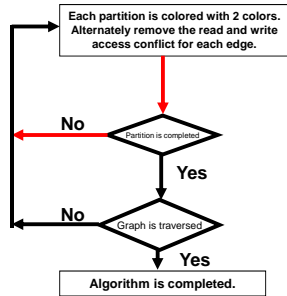 Each partition is colored with 2 colors.
Alternately remove the read and write
access conflict for each edge.
No
Partition is completed
Yes
No
Graph is traversed
Yes
Algorithm is completed.